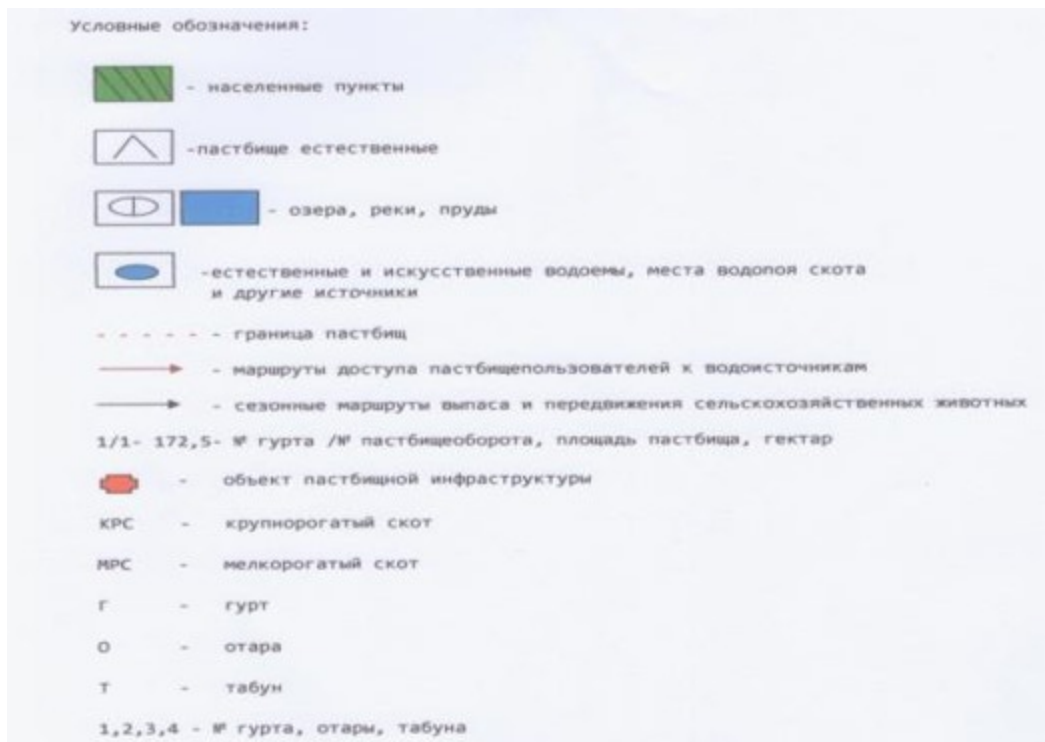 Условные обозначения:
- населенные пункты
-пастбище естественные
- озера, реки, пруды
-естественные и искусственные водоемы, места водопоя скота
и другие источники
- граница пастбищ
- маршруты доступа пастбищепользователей к водоисточникам
- сезонные маршруты выпаса и передвижения сельскохозяйственных животных
1/1- 172,5- № гурта /№ пастбищеоборота, площадь пастбища, гектар
- объект пастбищной инфраструктуры
КРС - крупнорогатый скот
МРС - мелкорогатый скот
Г - гурт
О - отара
Т - табун
1,2,3,4 - № гурта, отары, табуна